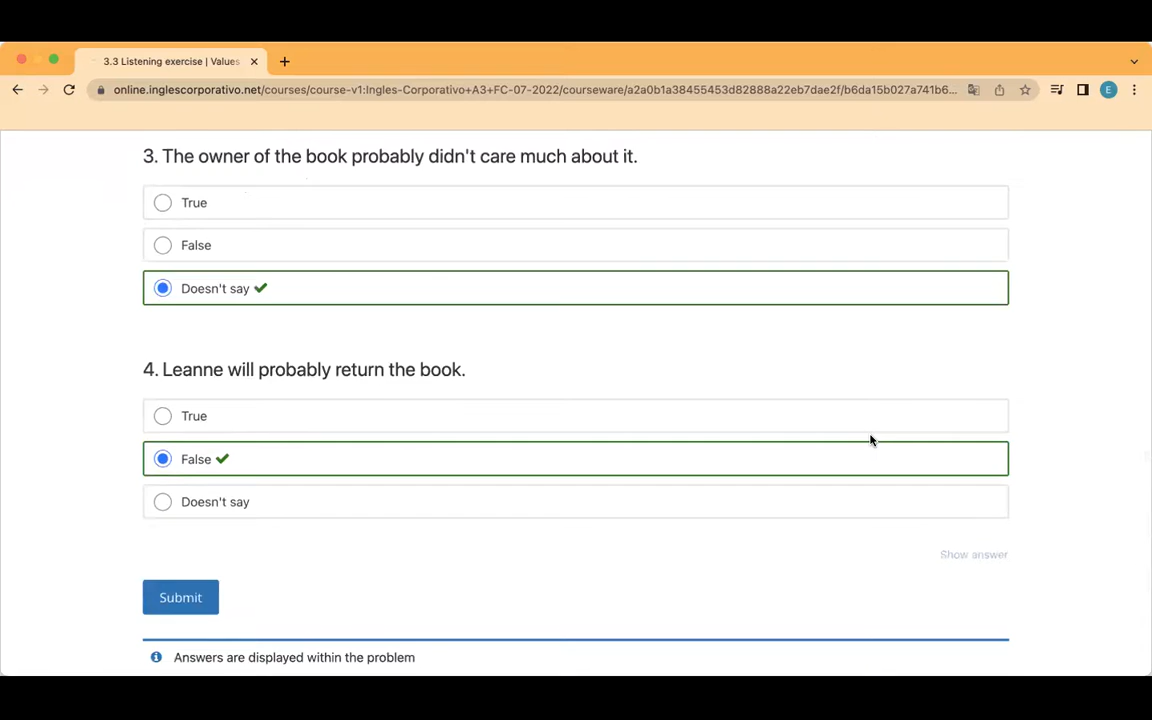 3.3 Listening exercise | Values
online.inglescorporativo.net/courses/course-v1:Ingles-Corporativo+A3+FC-07-2022/courseware/a2a0b1a38455453d82888a22eb7dae2f/b6da15b027a741b6...
E
3. The owner of the book probably didn't care much about it.
True
False
Doesn't say
4. Leanne will probably return the book.
True
False
Doesn't say
Show answer
Submit
Answers are displayed within the problem